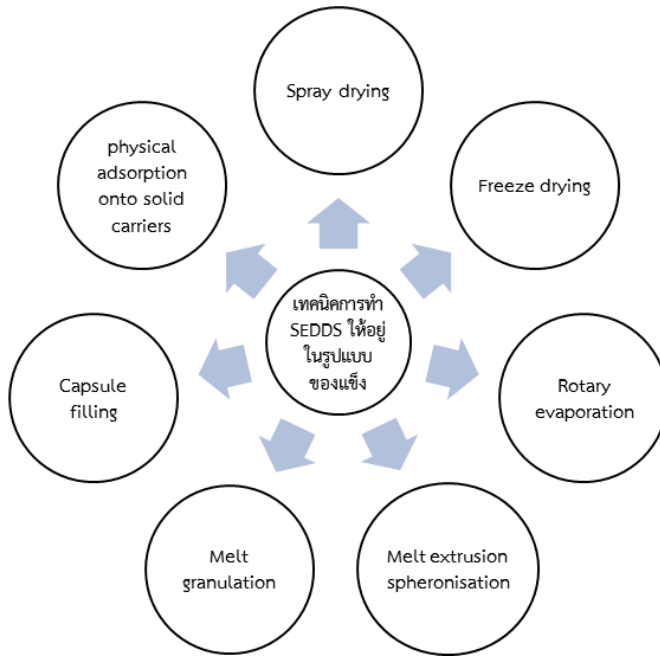 Spray drying
Freeze drying
Rotary
evaporation
Melt extrusion
spheronisation
Melt
granulation
Capsule
filling
physical
adsorption
onto solid
carriers
เทคนิคการทำ
SEDDS ให้อยู่
ในรูปแบบ
ของแข็ง